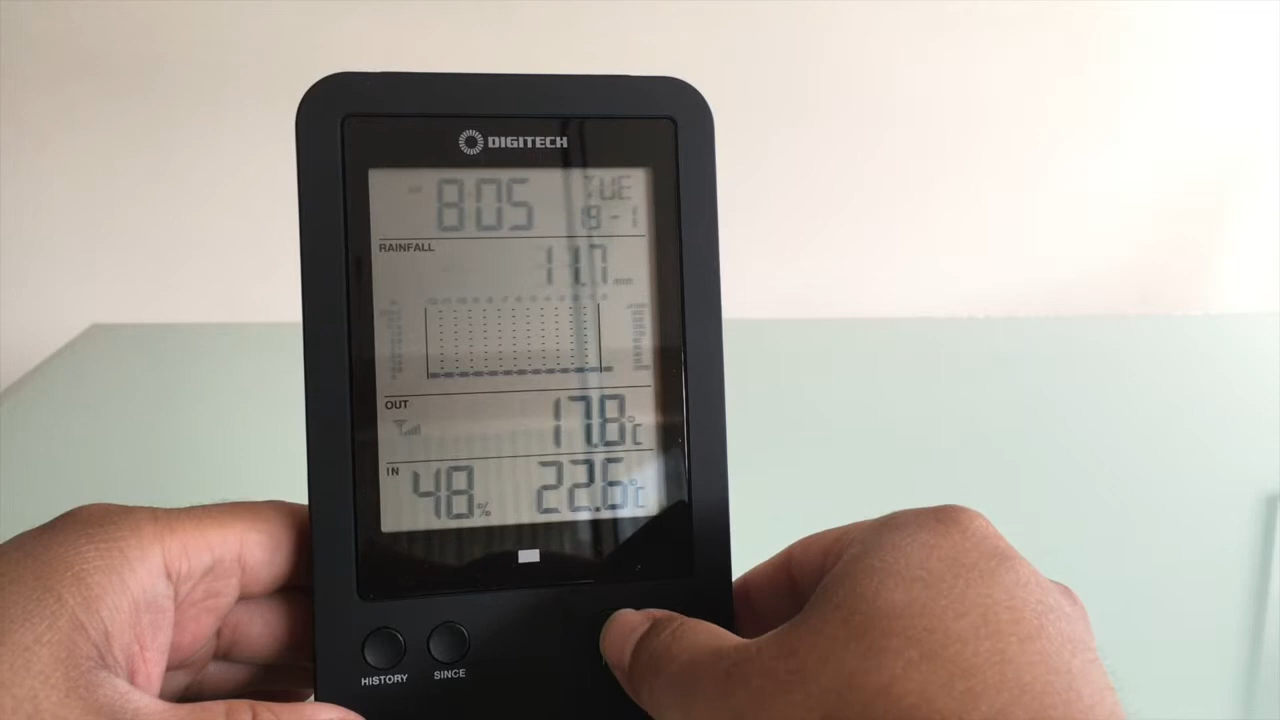 DIGITECH
8:05 TUE
19-1
RAINFALL
11.7 mm
OUT
17.8°C
IN
48% 22.6°C
HISTORY SINCE